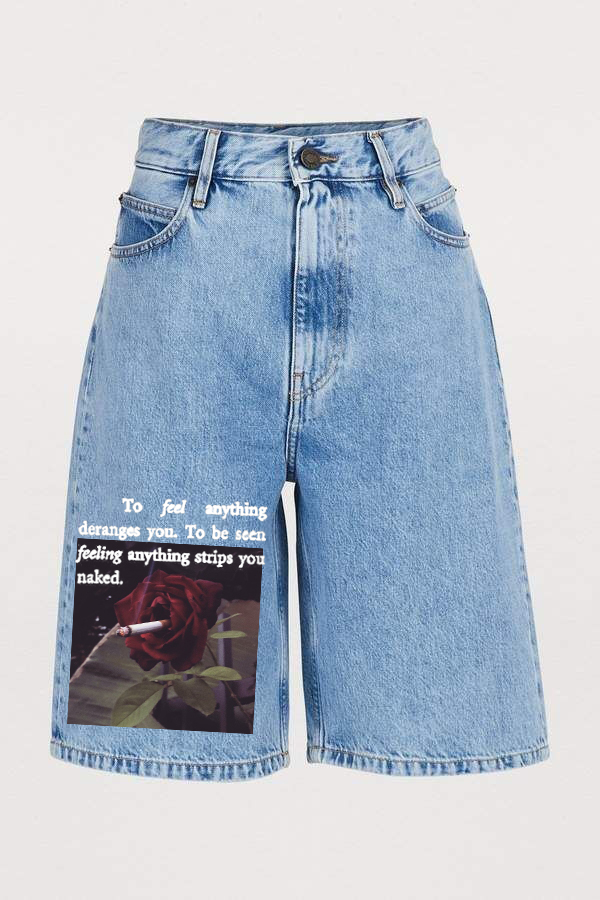 To feel anything
deranges you. To be seen
feeling anything strips you
naked.